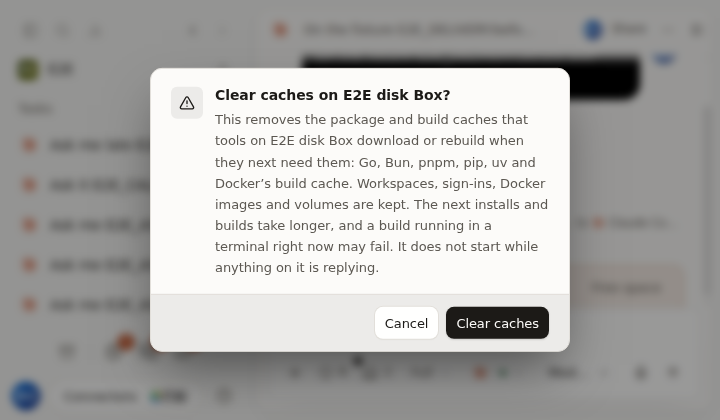 Clear caches on E2E disk Box?
This removes the package and build caches that
tools on E2E disk Box download or rebuild when
they next need them: Go, Bun, pnpm, pip, uv and
Docker’s build cache. Workspaces, sign-ins, Docker
images and volumes are kept. The next installs and
builds take longer, and a build running in a
terminal right now may fail. It does not start while
anything on it is replying.
Cancel
Clear caches